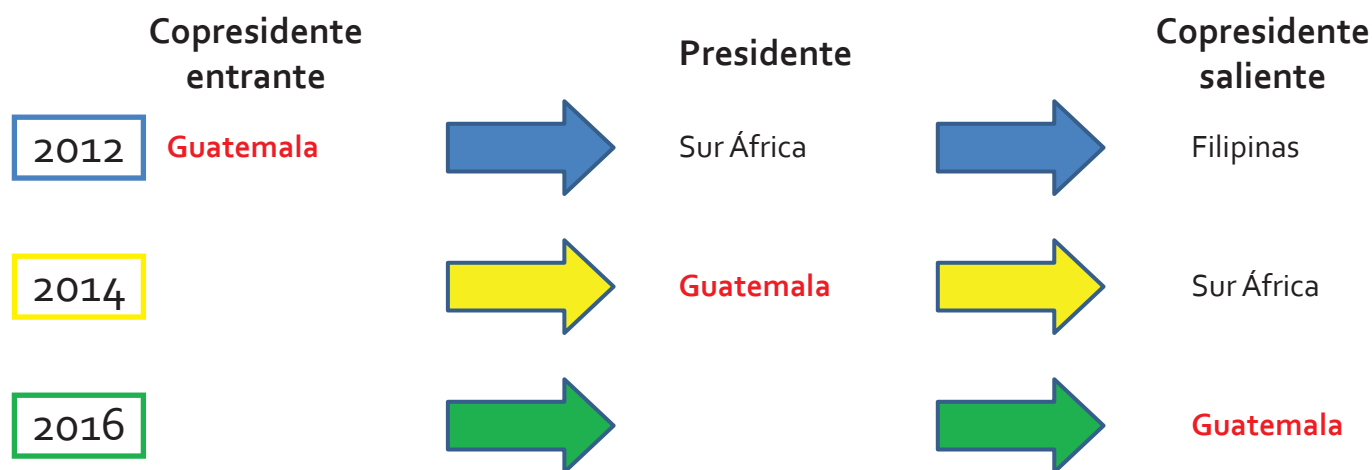 Copresidente
entrante
Presidente
Copresidente
saliente
2012 Guatemala Sur África Filipinas
2014 Guatemala Sur África
2016 Guatemala